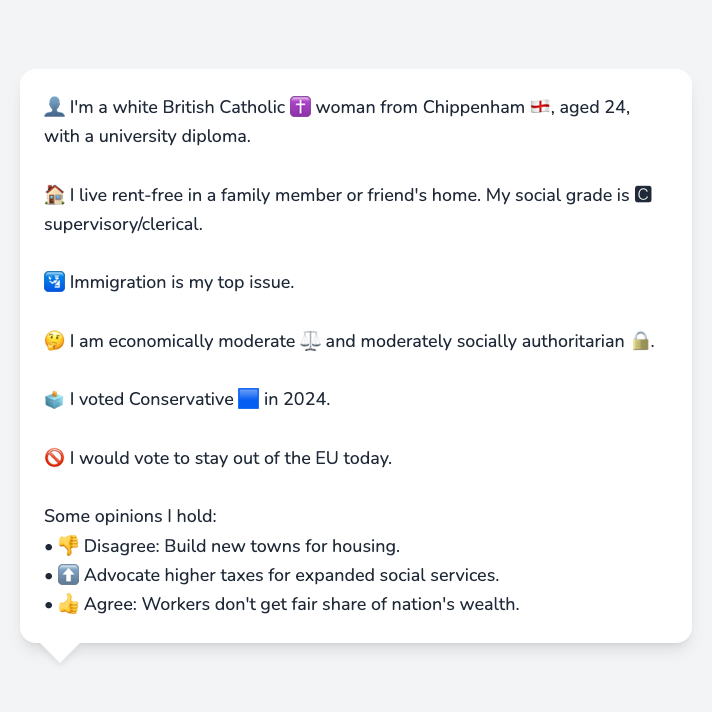 👤 I'm a white British Catholic ✝️ woman from Chippenham 🏴󠁧󠁢󠁥󠁮󠁧󠁿, aged 24,
with a university diploma.
🏠 I live rent-free in a family member or friend's home. My social grade is 🅲
supervisory/clerical.
🛂 Immigration is my top issue.
🤔 I am economically moderate ⚖️ and moderately socially authoritarian 🔒.
🗳️ I voted Conservative 🟦 in 2024.
🚫 I would vote to stay out of the EU today.
Some opinions I hold:
• 👎 Disagree: Build new towns for housing.
• ⬆️ Advocate higher taxes for expanded social services.
• 👍 Agree: Workers don't get fair share of nation's wealth.